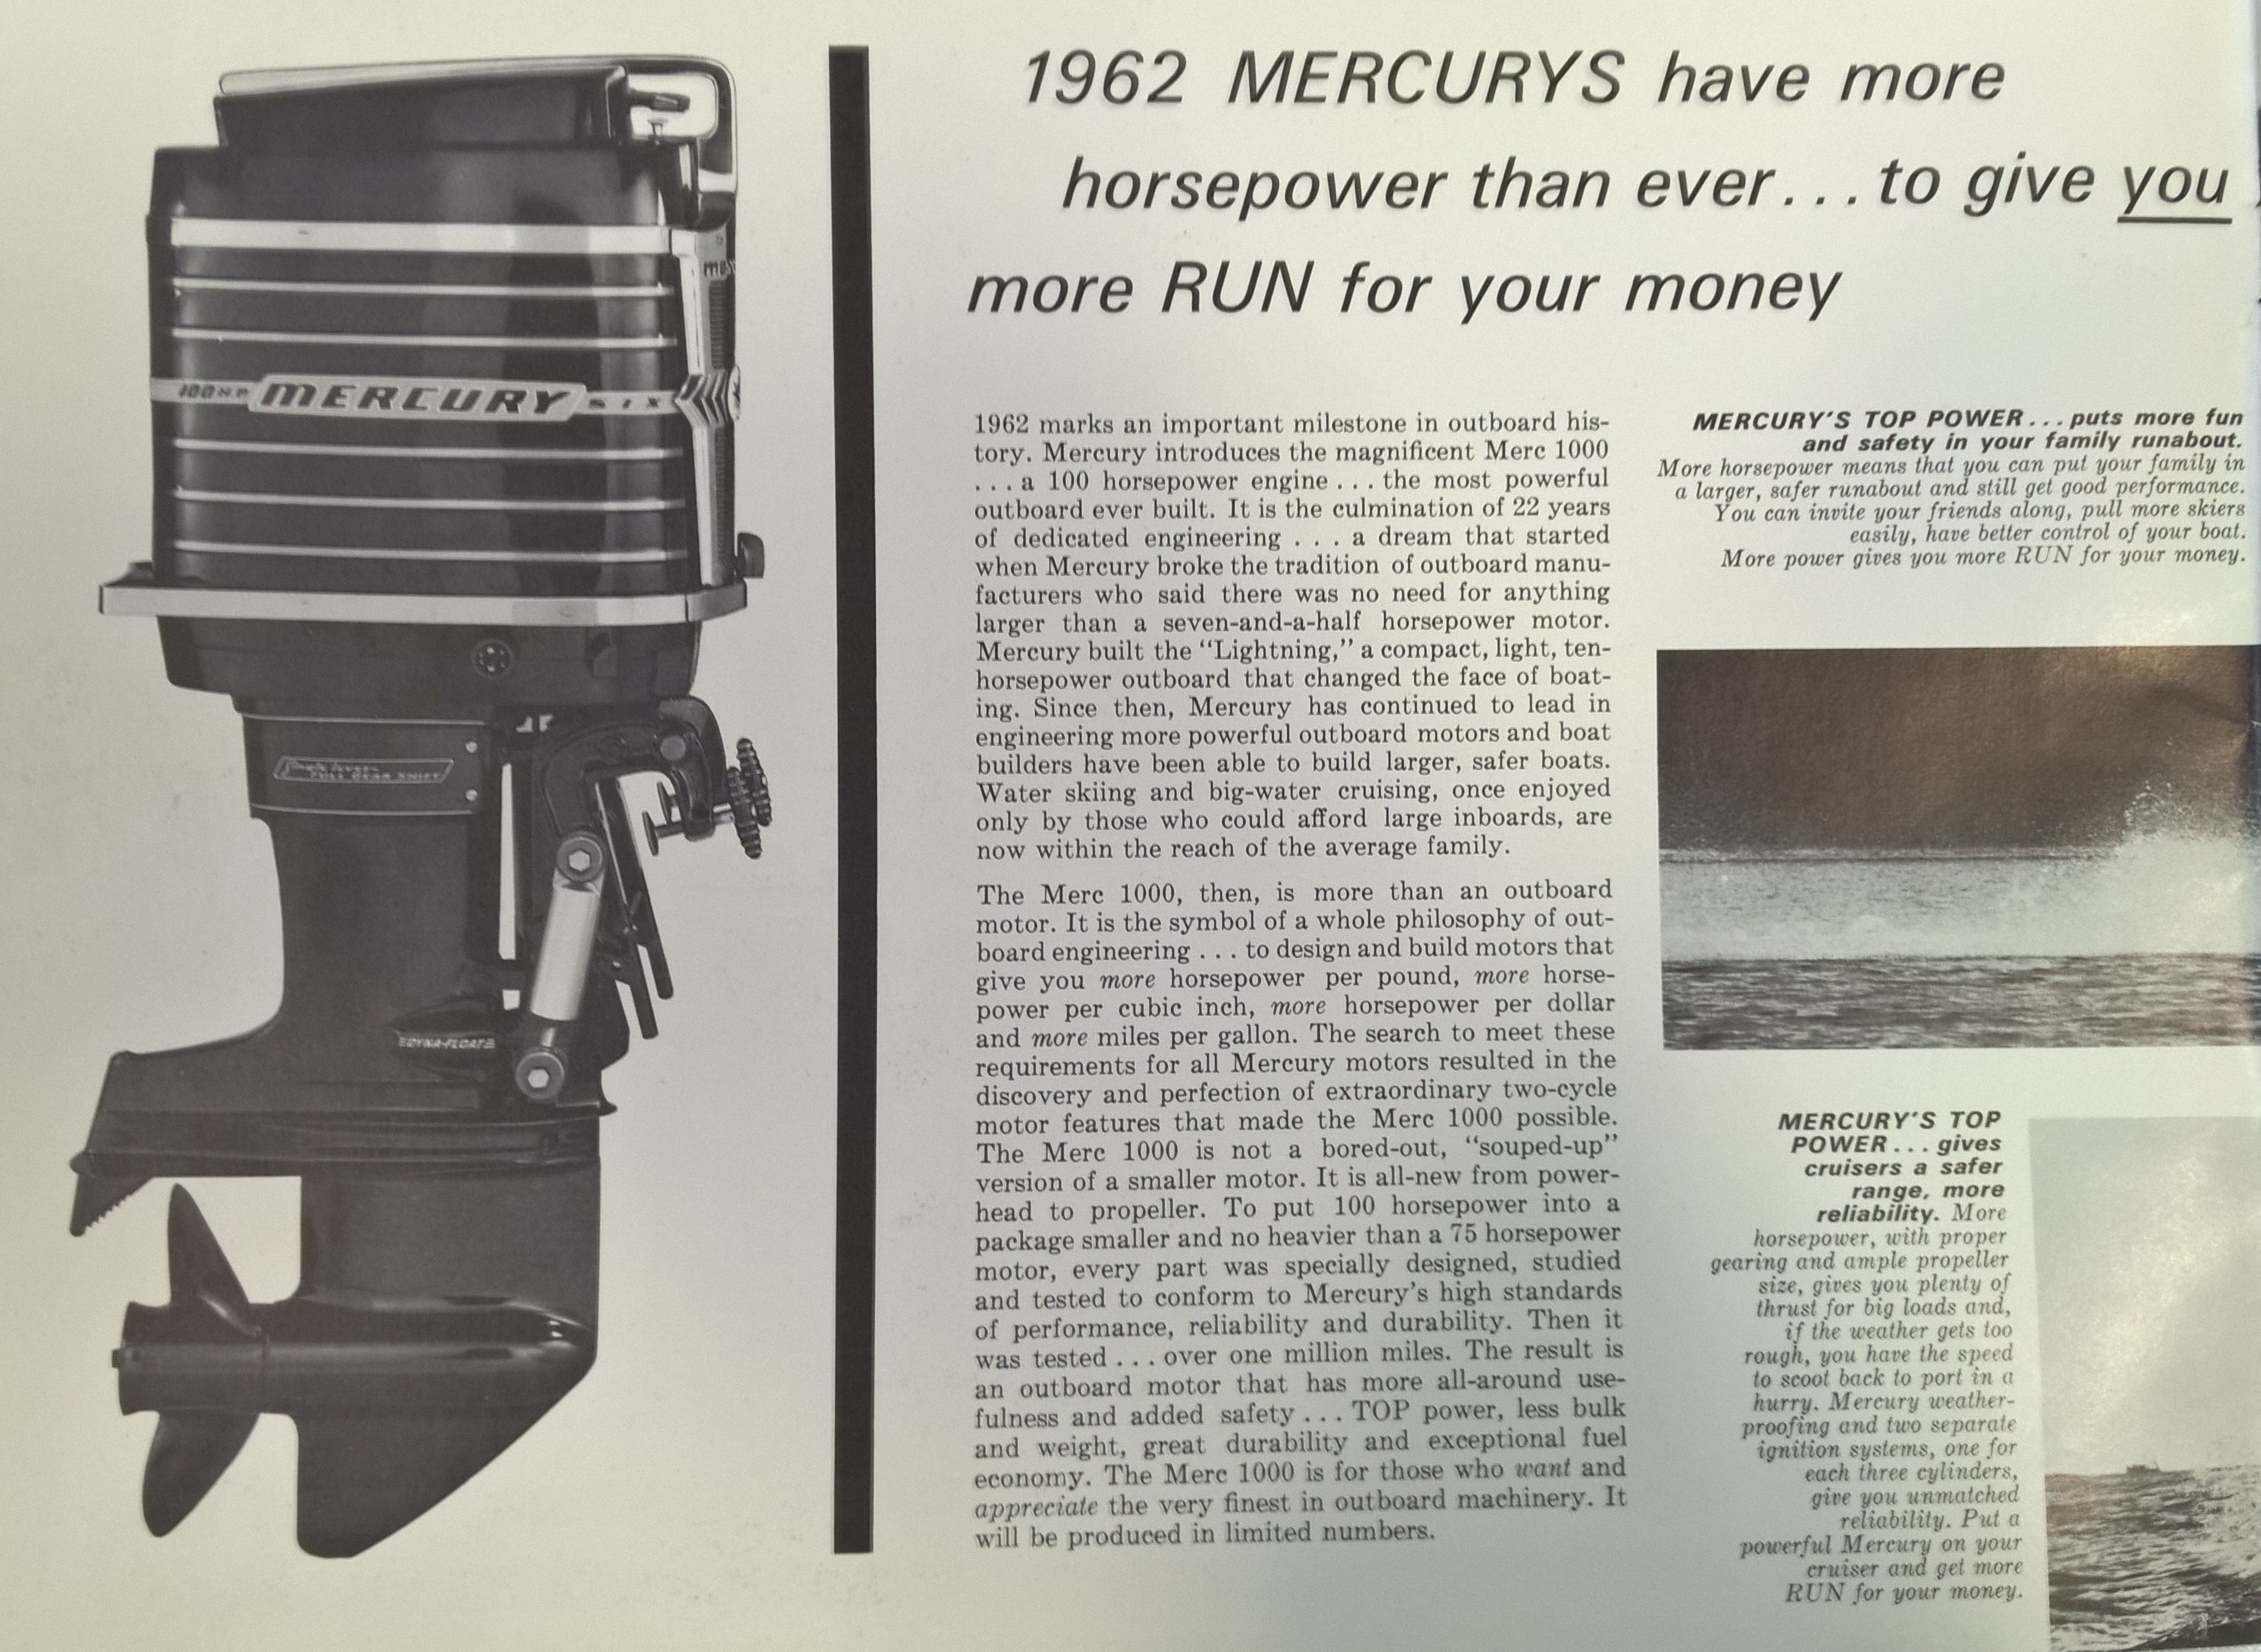 1962 MERCURYS have more
horsepower than ever...to give you
more RUN for your money
100 H.P. MERCURY SIX
FULL GEAR SHIFT
DYNA-FLOAT
1962 marks an important milestone in outboard his-
tory. Mercury introduces the magnificent Merc 1000
...a 100 horsepower engine...the most powerful
outboard ever built. It is the culmination of 22 years
of dedicated engineering ... a dream that started
when Mercury broke the tradition of outboard manu-
facturers who said there was no need for anything
larger than a seven-and-a-half horsepower motor.
Mercury built the “Lightning,” a compact, light, ten-
horsepower outboard that changed the face of boat-
ing. Since then, Mercury has continued to lead in
engineering more powerful outboard motors and boat
builders have been able to build larger, safer boats.
Water skiing and big-water cruising, once enjoyed
only by those who could afford large inboards, are
now within the reach of the average family.
The Merc 1000, then, is more than an outboard
motor. It is the symbol of a whole philosophy of out-
board engineering ... to design and build motors that
give you more horsepower per pound, more horse-
power per cubic inch, more horsepower per dollar
and more miles per gallon. The search to meet these
requirements for all Mercury motors resulted in the
discovery and perfection of extraordinary two-cycle
motor features that made the Merc 1000 possible.
The Merc 1000 is not a bored-out, “souped-up”
version of a smaller motor. It is all-new from power-
head to propeller. To put 100 horsepower into a
package smaller and no heavier than a 75 horsepower
motor, every part was specially designed, studied
and tested to conform to Mercury’s high standards
of performance, reliability and durability. Then it
was tested ... over one million miles. The result is
an outboard motor that has more all-around use-
fulness and added safety ... TOP power, less bulk
and weight, great durability and exceptional fuel
economy. The Merc 1000 is for those who want and
appreciate the very finest in outboard machinery. It
will be produced in limited numbers.
MERCURY’S TOP POWER...puts more fun
and safety in your family runabout.
More horsepower means that you can put your family in
a larger, safer runabout and still get good performance.
You can invite your friends along, pull more skiers
easily, have better control of your boat.
More power gives you more RUN for your money.
MERCURY’S TOP
POWER...gives
cruisers a safer
range, more
reliability. More
horsepower, with proper
gearing and ample propeller
size, gives you plenty of
thrust for big loads and,
if the weather gets too
rough, you have the speed
to scoot back to port in a
hurry. Mercury weather-
proofing and two separate
ignition systems, one for
each three cylinders,
give you unmatched
reliability. Put a
powerful Mercury on your
cruiser and get more
RUN for your money.